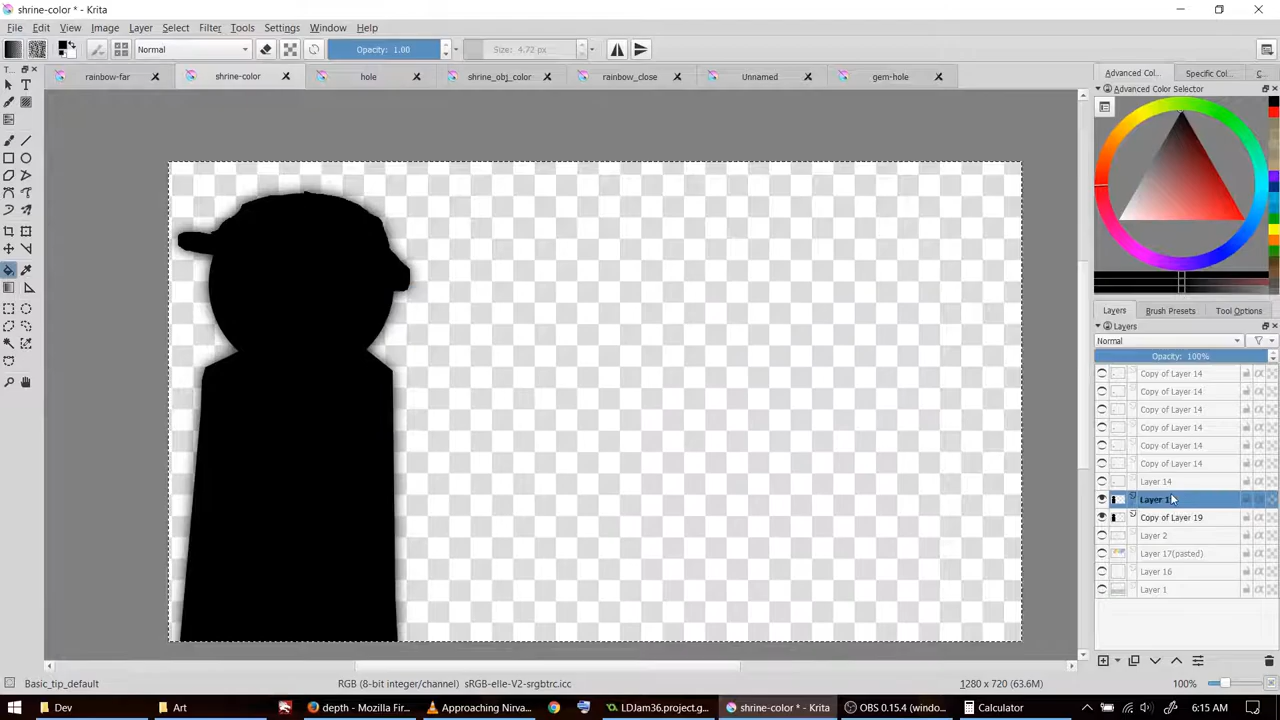 shrine-color * - Krita
File Edit View Image Layer Select Filter Tools Settings Window Help
Normal Opacity: 1.00 Size: 4.72 px
rainbow-far shrine-color hole shrine_obj_color rainbow_close Unnamed gem-hole
Advanced Col... Specific Col... C...
Advanced Color Selector
Layers Brush Presets Tool Options
Layers
Normal
Opacity: 100%
Copy of Layer 14
Copy of Layer 14
Copy of Layer 14
Copy of Layer 14
Copy of Layer 14
Copy of Layer 14
Layer 14
Copy of Layer 19
Layer 2
Layer 17(pasted)
Layer 16
Layer 1
Basic_tip_default RGB (8-bit integer/channel) sRGB-elle-V2-srgbtrc.icc 1280 x 720 (63.6M) 100%
Dev Art depth - Mozilla Fir... Approaching Nirva... LDJam36.project.g... shrine-color * - Krita OBS 0.15.4 (windo... Calculator 6:15 AM